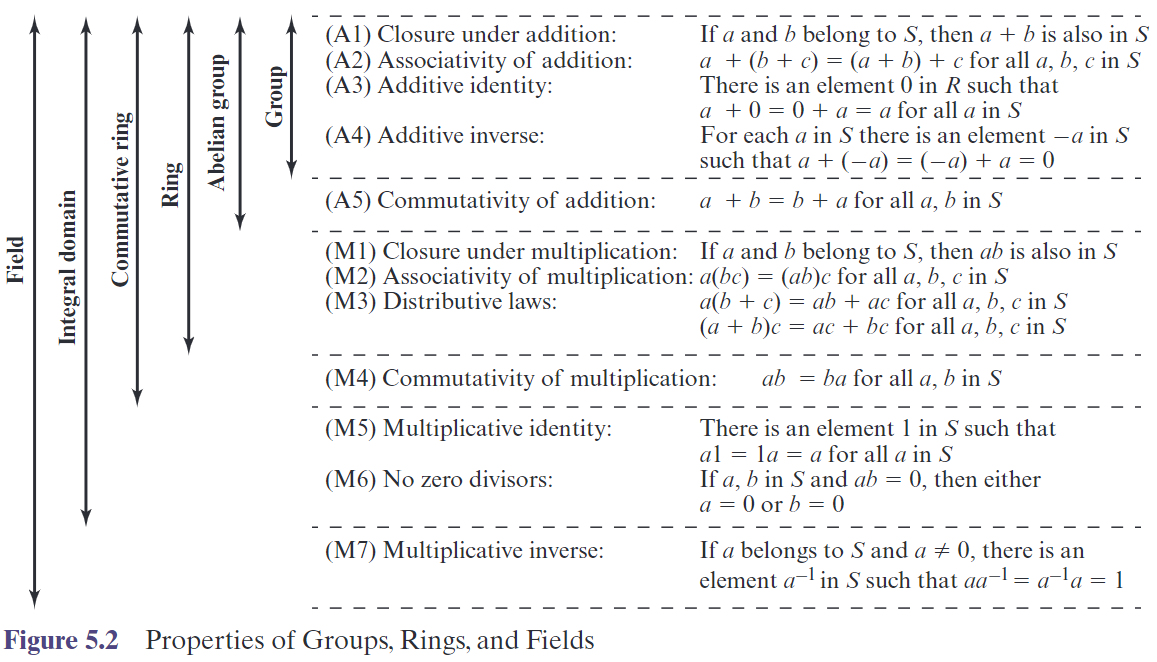 Field
Integral domain
Commutative ring
Ring
Abelian group
Group
(A1) Closure under addition: If a and b belong to S, then a + b is also in S
(A2) Associativity of addition: a + (b + c) = (a + b) + c for all a, b, c in S
(A3) Additive identity: There is an element 0 in R such that
a + 0 = 0 + a = a for all a in S
(A4) Additive inverse: For each a in S there is an element −a in S
such that a + (−a) = (−a) + a = 0
(A5) Commutativity of addition: a + b = b + a for all a, b in S
(M1) Closure under multiplication: If a and b belong to S, then ab is also in S
(M2) Associativity of multiplication: a(bc) = (ab)c for all a, b, c in S
(M3) Distributive laws: a(b + c) = ab + ac for all a, b, c in S
(a + b)c = ac + bc for all a, b, c in S
(M4) Commutativity of multiplication: ab = ba for all a, b in S
(M5) Multiplicative identity: There is an element 1 in S such that
a1 = 1a = a for all a in S
(M6) No zero divisors: If a, b in S and ab = 0, then either
a = 0 or b = 0
(M7) Multiplicative inverse: If a belongs to S and a ≠ 0, there is an
element a⁻¹ in S such that aa⁻¹ = a⁻¹a = 1
Figure 5.2 Properties of Groups, Rings, and Fields